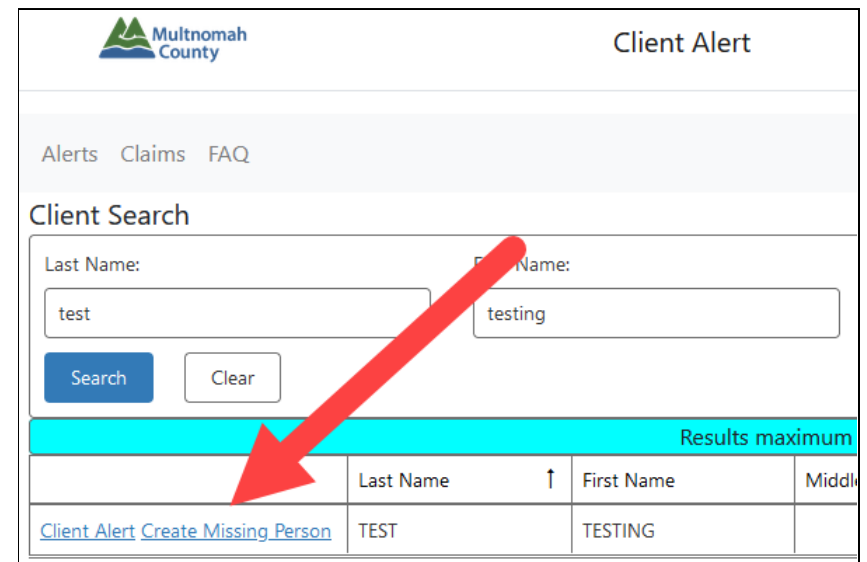 Multnomah
County
Client Alert
Alerts Claims FAQ
Client Search
Last Name:
Name:
test
testing
Search Clear
Results maximum
Last Name ↑ First Name
Client Alert Create Missing Person TEST TESTING